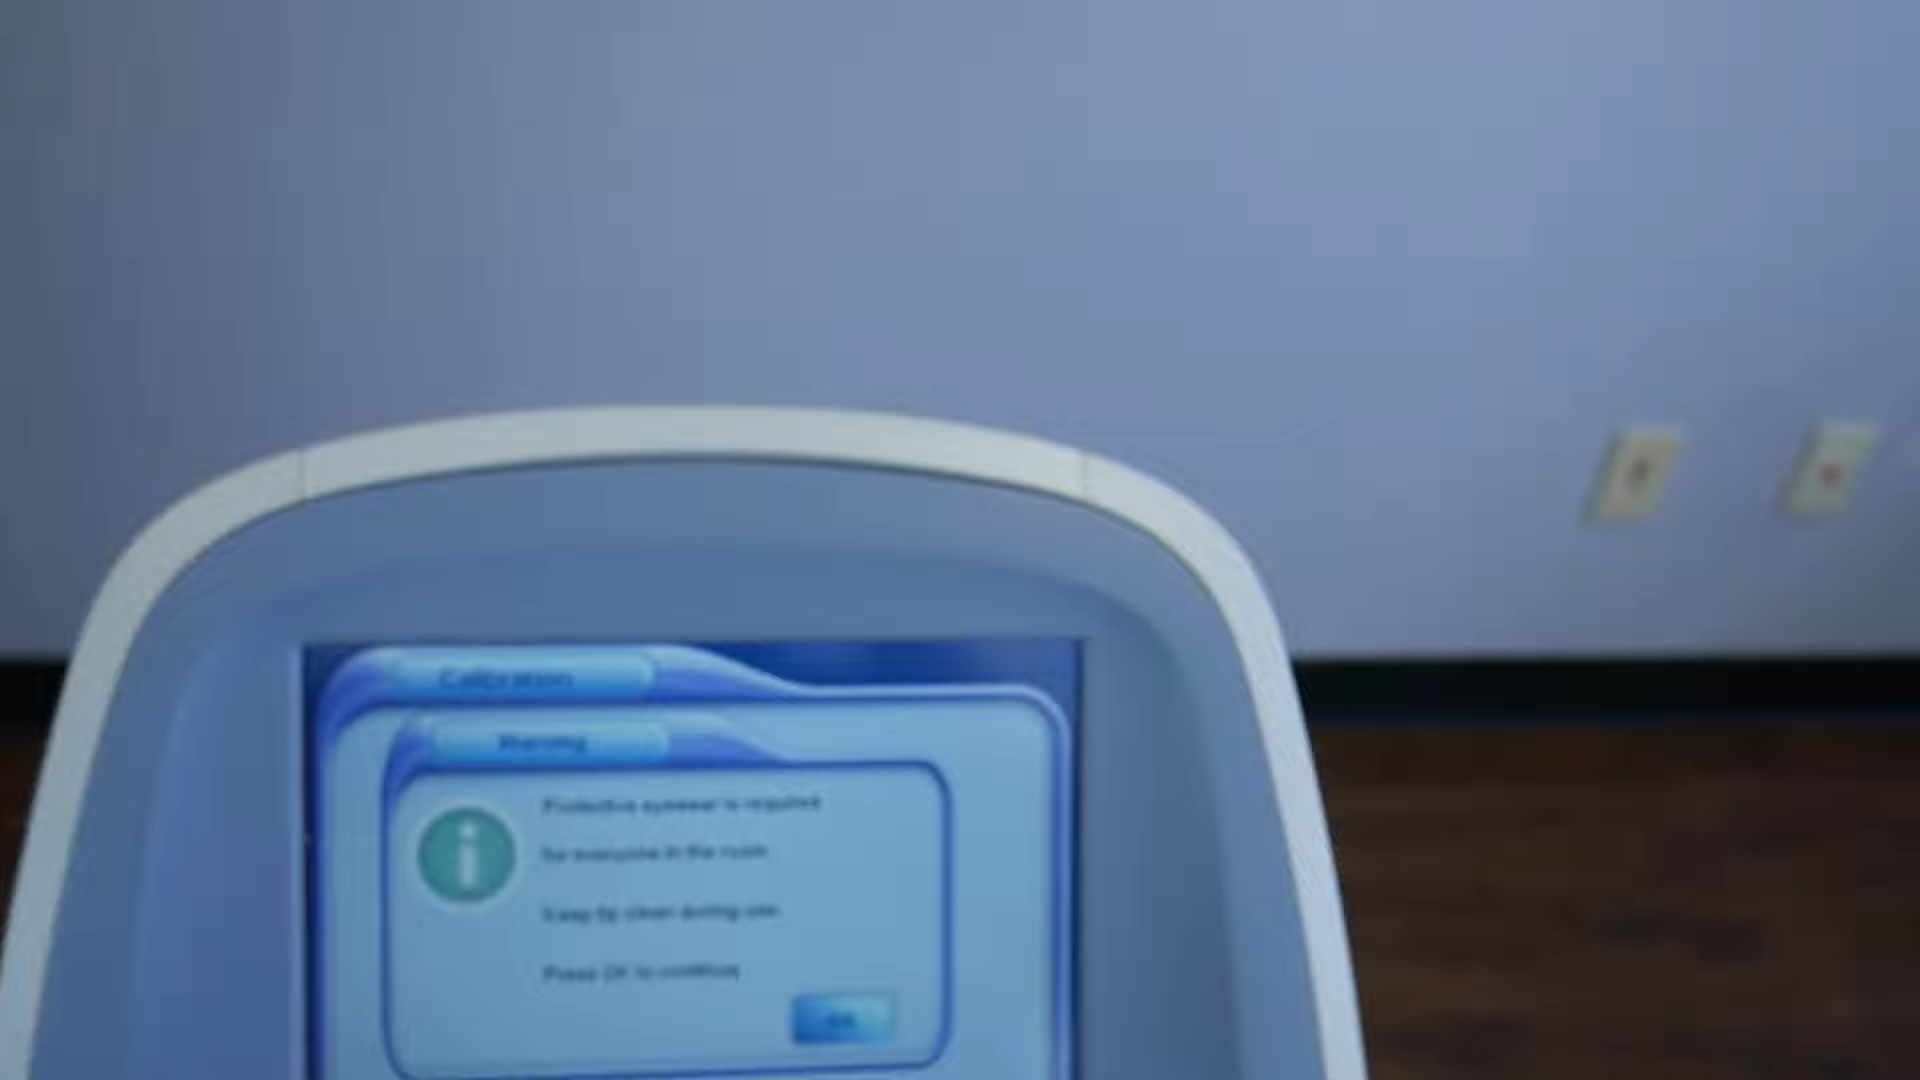 Calibration
Warning
Protective eyewear is required
for everyone in the room.
Keep tip clean during use.
Press OK to continue.
OK